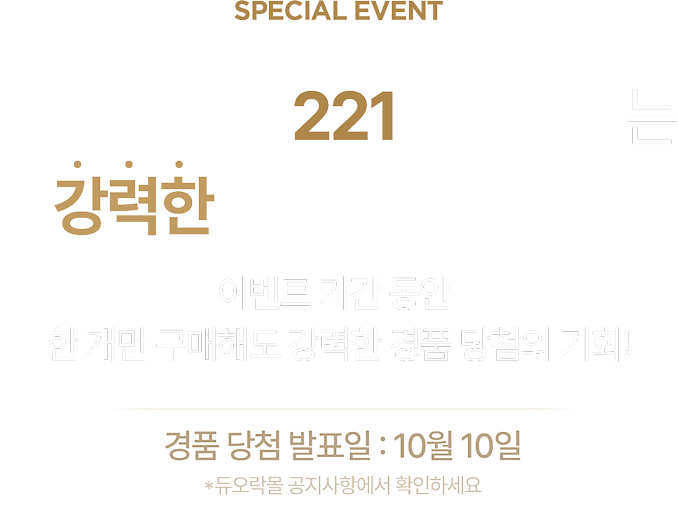 SPECIAL EVENT
221 는
강력한
이벤트 기간 동안
한 개만 구매해도 강력한 경품 당첨의 기회!
경품 당첨 발표일 : 10월 10일
*듀오락몰 공지사항에서 확인하세요